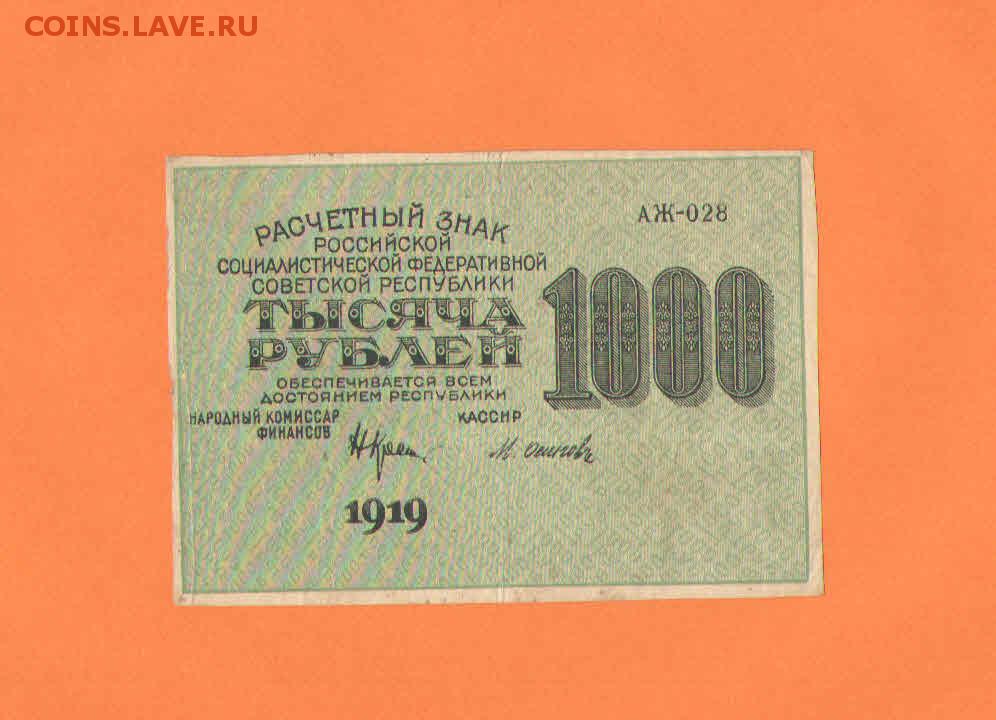 COINS.LAVE.RU
АЖ-028
РАСЧЕТНЫЙ ЗНАК
РОССИЙСКОЙ
СОЦИАЛИСТИЧЕСКОЙ ФЕДЕРАТИВНОЙ
СОВЕТСКОЙ РЕСПУБЛИКИ
ТЫСЯЧА
РУБЛЕЙ
1000
ОБЕСПЕЧИВАЕТСЯ ВСЕМ
ДОСТОЯНИЕМ РЕСПУБЛИКИ
НАРОДНЫЙ КОМИССАР
ФИНАНСОВ
КАССИР
М. Осиповъ
1919